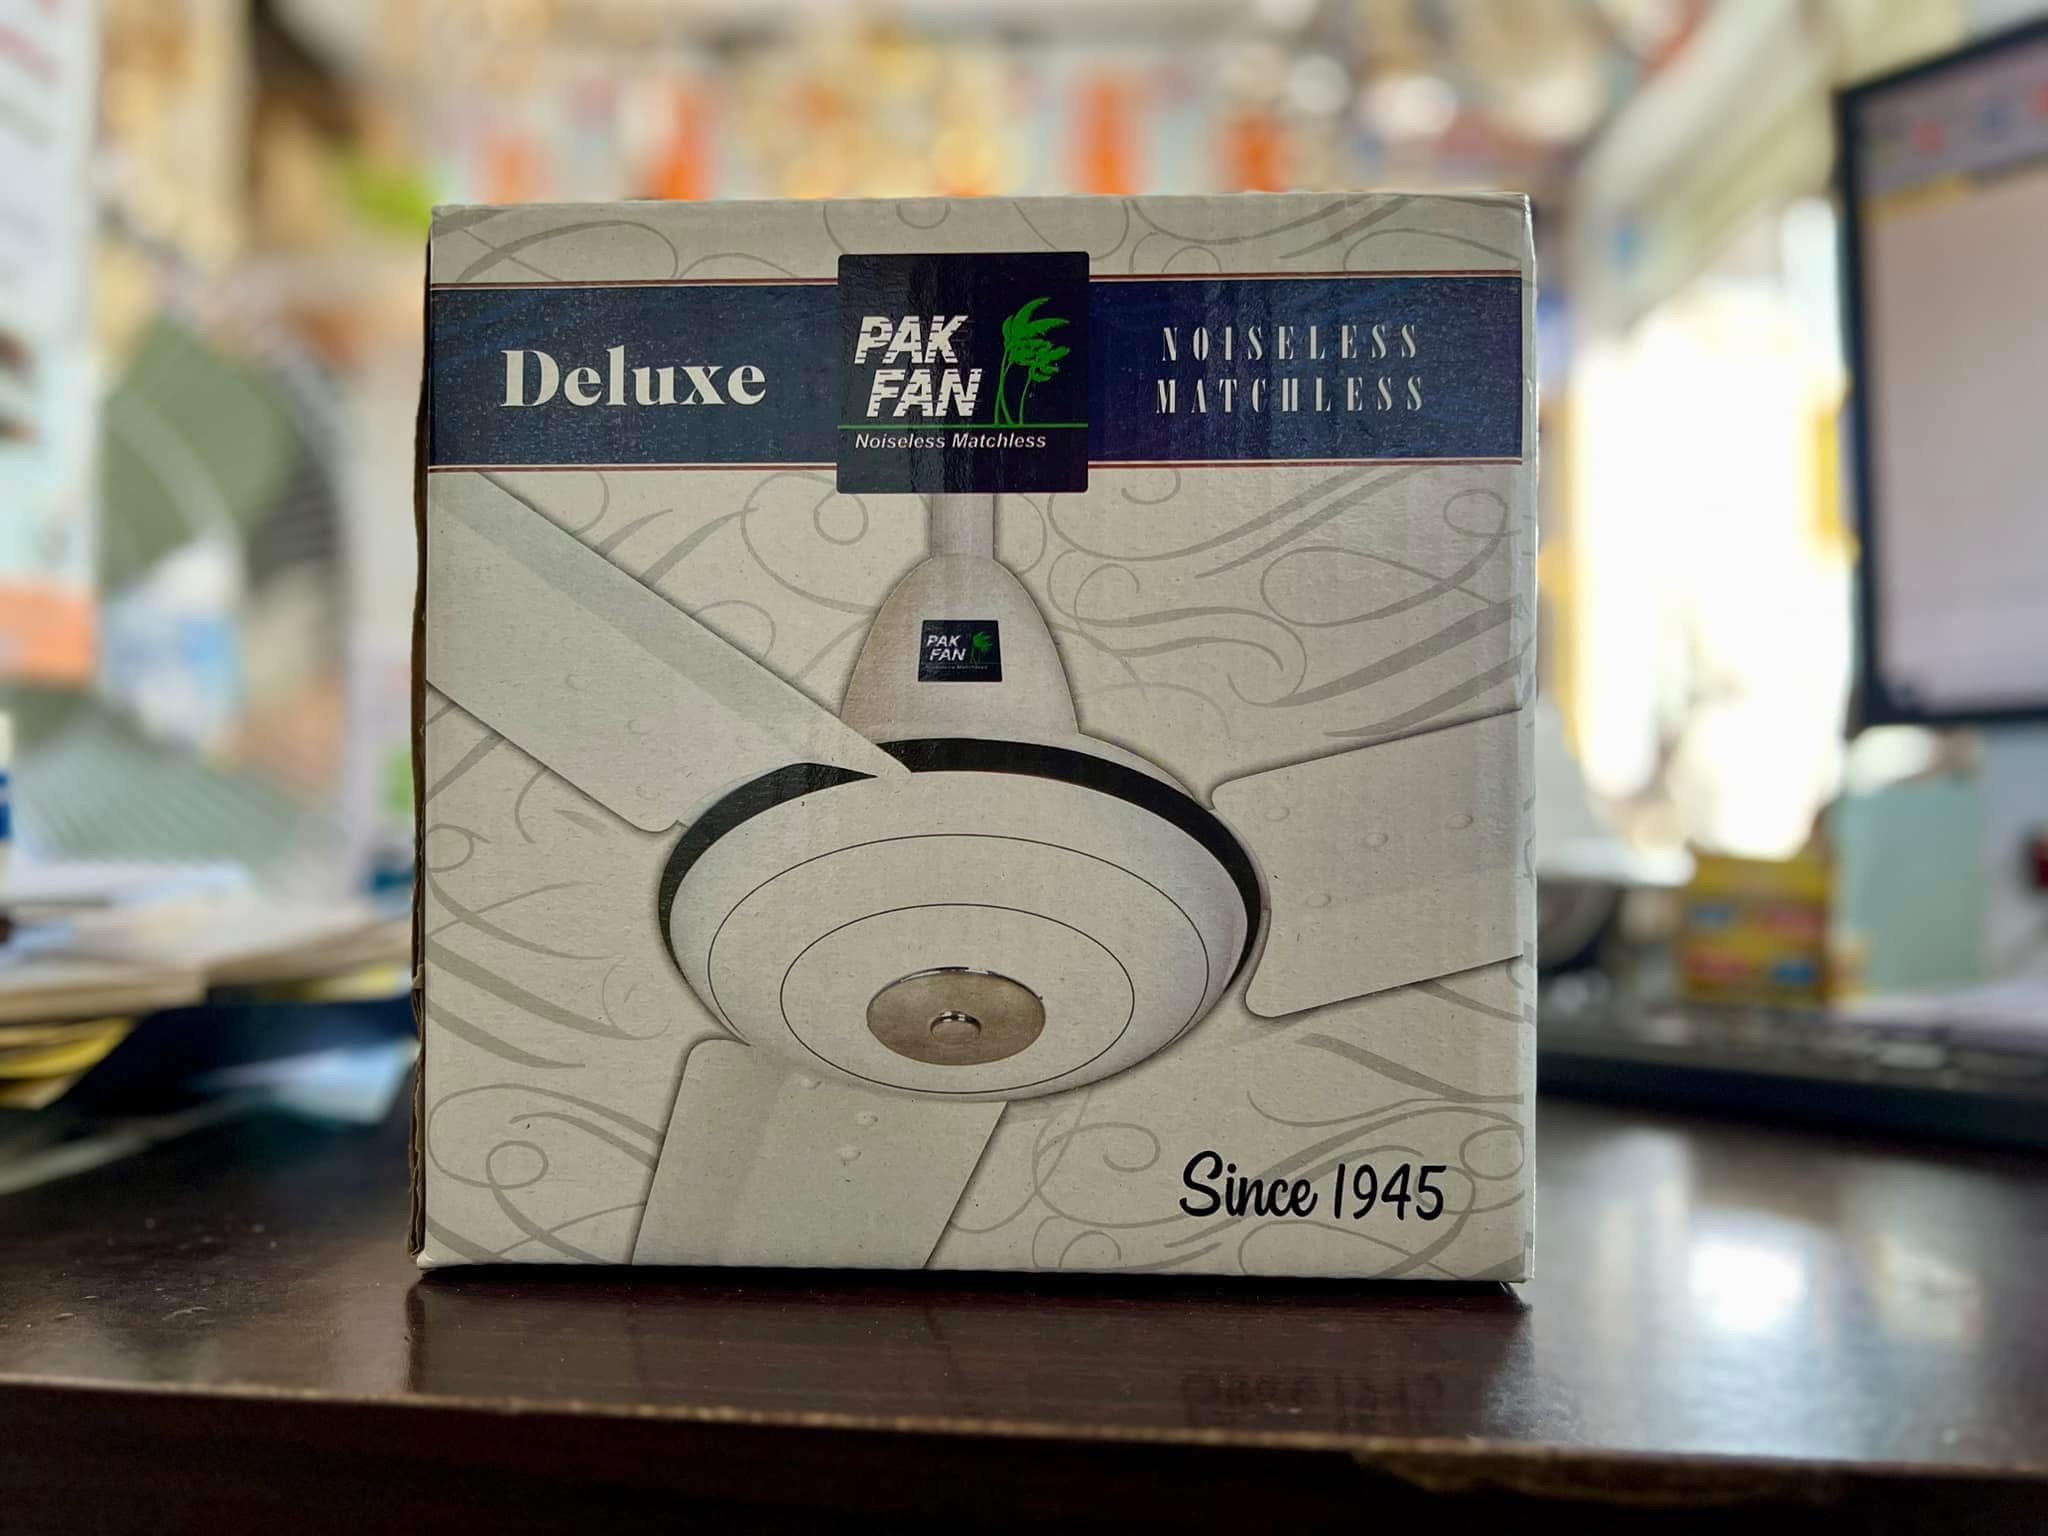 Deluxe
PAK
FAN
Noiseless Matchless
NOISELESS
MATCHLESS
PAK
FAN
Since 1945